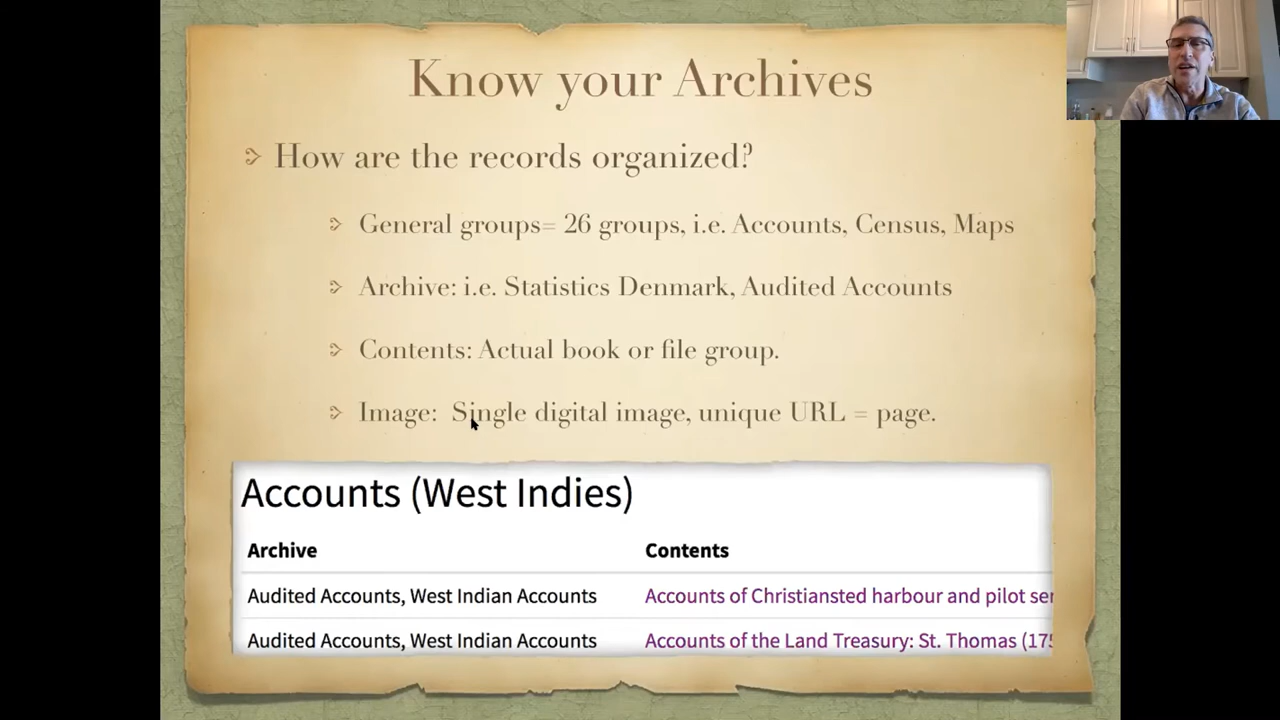 Know your Archives
How are the records organized?
General groups= 26 groups, i.e. Accounts, Census, Maps
Archive: i.e. Statistics Denmark, Audited Accounts
Contents: Actual book or file group.
Image: Single digital image, unique URL = page.
Accounts (West Indies)
Archive Contents
Audited Accounts, West Indian Accounts Accounts of Christiansted harbour and pilot ser
Audited Accounts, West Indian Accounts Accounts of the Land Treasury: St. Thomas (175